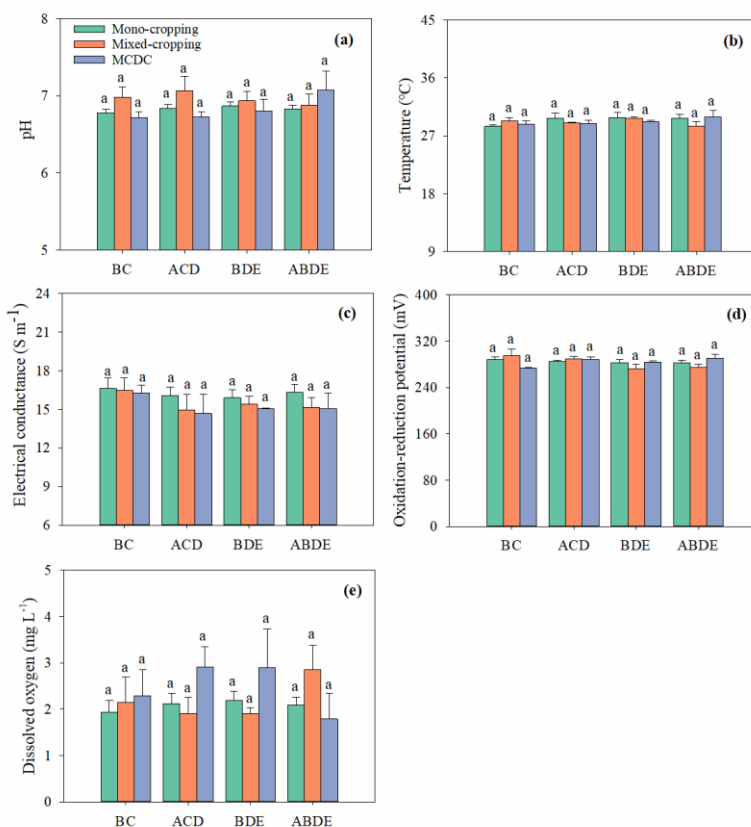 8
7
6
5
pH
Mono-cropping
Mixed-cropping
MCDC
(a)
a a a a a a a a a a a a
BC ACD BDE ABDE
45
36
27
18
9
Temperature (°C)
(b)
a a a a a a a a a a a a
BC ACD BDE ABDE
24
21
18
15
12
9
6
Electrical conductance (S m⁻¹)
(c)
a a a a a a a a a a a a
BC ACD BDE ABDE
400
320
240
160
80
0
Oxidation-reduction potential (mV)
(d)
a a a a a a a a a a a a
BC ACD BDE ABDE
5
4
3
2
1
0
Dissolved oxygen (mg L⁻¹)
(e)
a a a a a a a a a a a a
BC ACD BDE ABDE